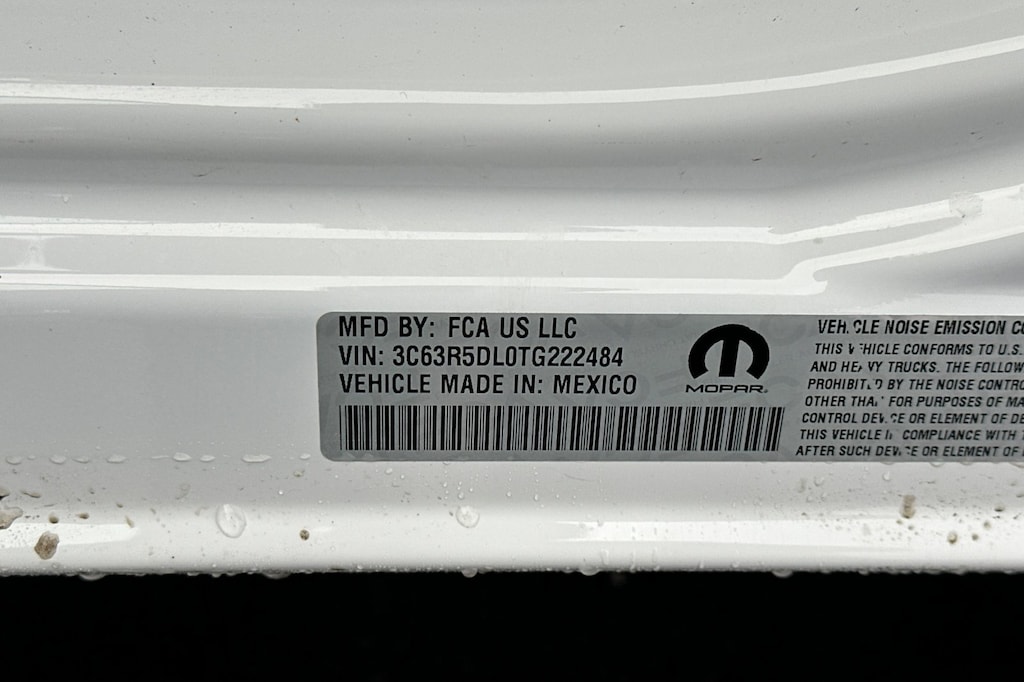 MFD BY: FCA US LLC
VIN: 3C63R5DL0TG222484
VEHICLE MADE IN: MEXICO
MOPAR
VEHICLE NOISE EMISSION
THIS VEHICLE CONFORMS TO U.S.
AND HEAVY TRUCKS. THE
PROHIBITED BY THE NOISE
OTHER THAN FOR PURPOSES OF
CONTROL DEVICE OR ELEMENT OF
THIS VEHICLE IN COMPLIANCE WITH
AFTER SUCH DEVICE OR ELEMENT OF